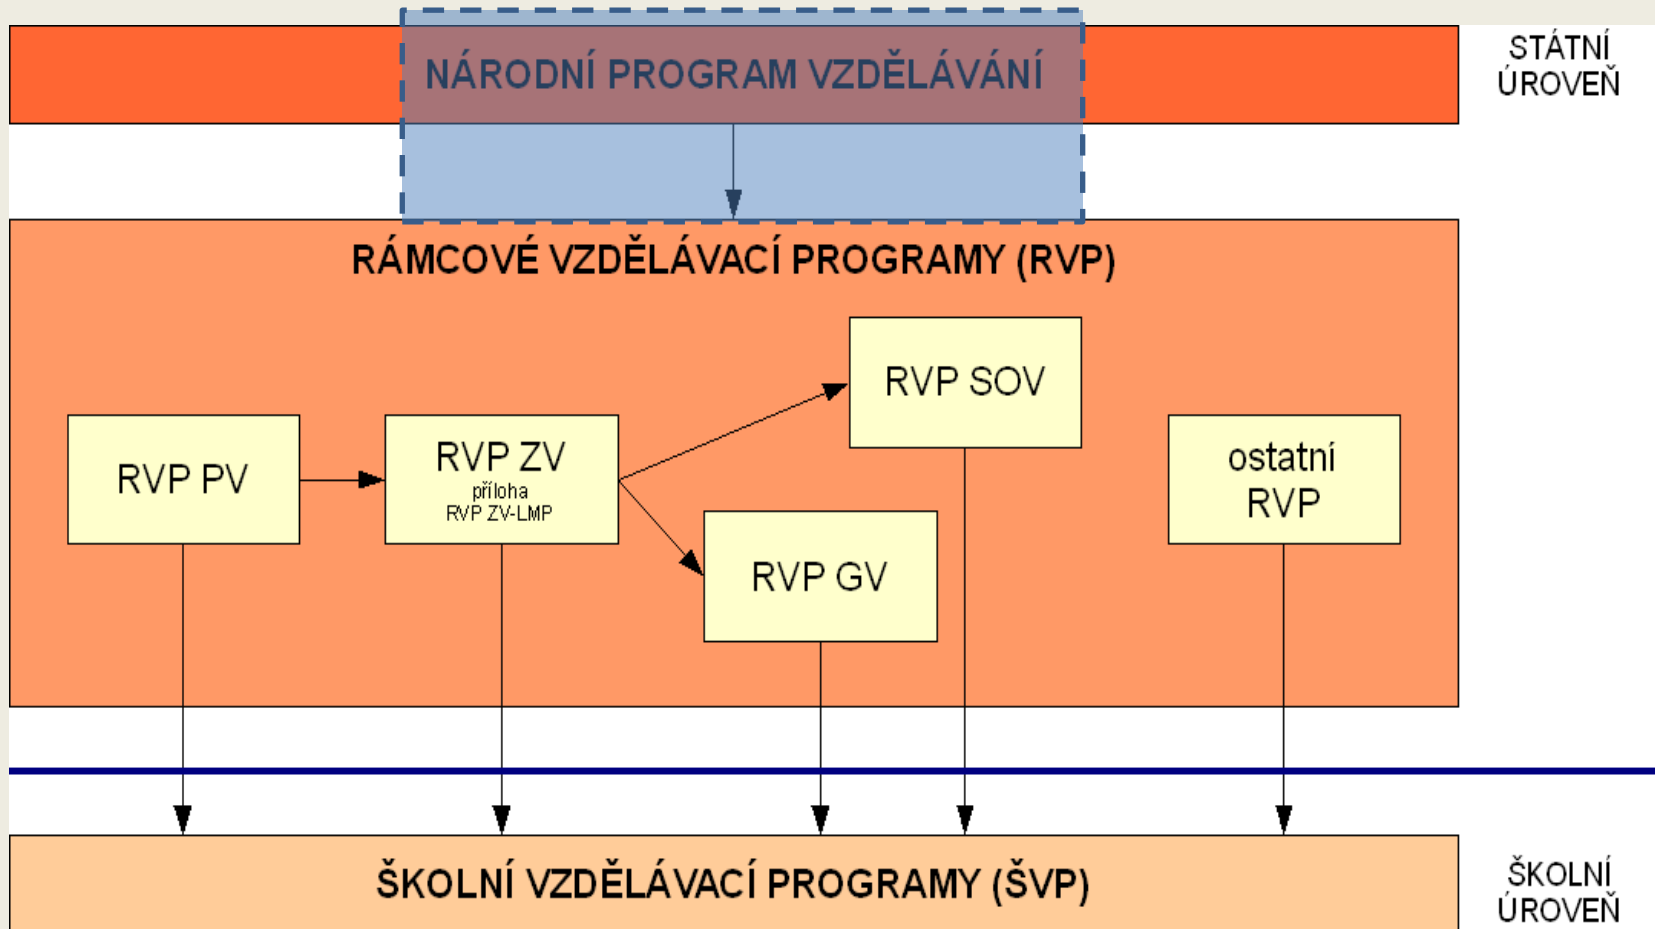 NÁRODNÍ PROGRAM VZDĚLÁVÁNÍ
STÁTNÍ
ÚROVEŇ
RÁMCOVÉ VZDĚLÁVACÍ PROGRAMY (RVP)
RVP SOV
RVP PV
RVP ZV
příloha
RVP ZV-LMP
ostatní
RVP
RVP GV
ŠKOLNÍ VZDĚLÁVACÍ PROGRAMY (ŠVP)
ŠKOLNÍ
ÚROVEŇ